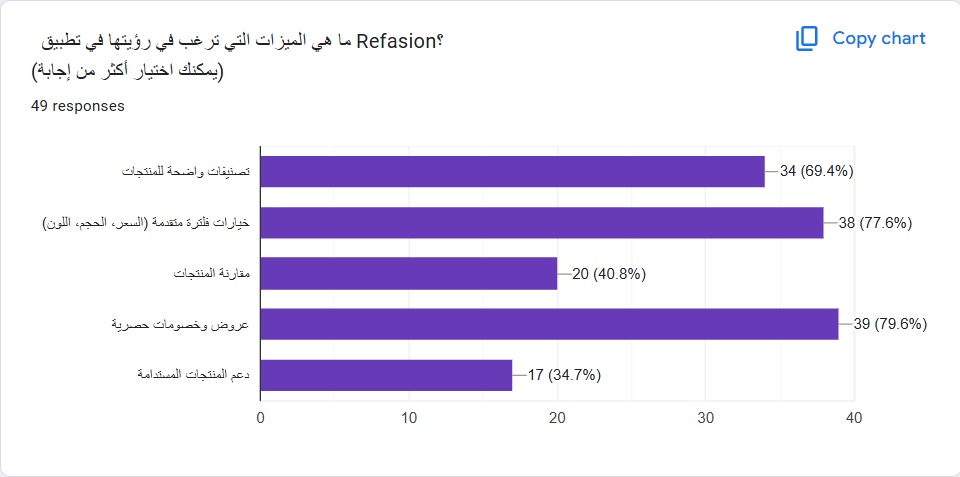 ما هي الميزات التي ترغب في رؤيتها في تطبيق Refasion؟
(يمكنك اختيار أكثر من إجابة)
Copy chart
49 responses
تصنيفات واضحة للمنتجات
34 (69.4%)
خيارات فلترة متقدمة (السعر، الحجم، اللون)
38 (77.6%)
مقارنة المنتجات
20 (40.8%)
عروض وخصومات حصرية
39 (79.6%)
دعم المنتجات المستدامة
17 (34.7%)
0 10 20 30 40